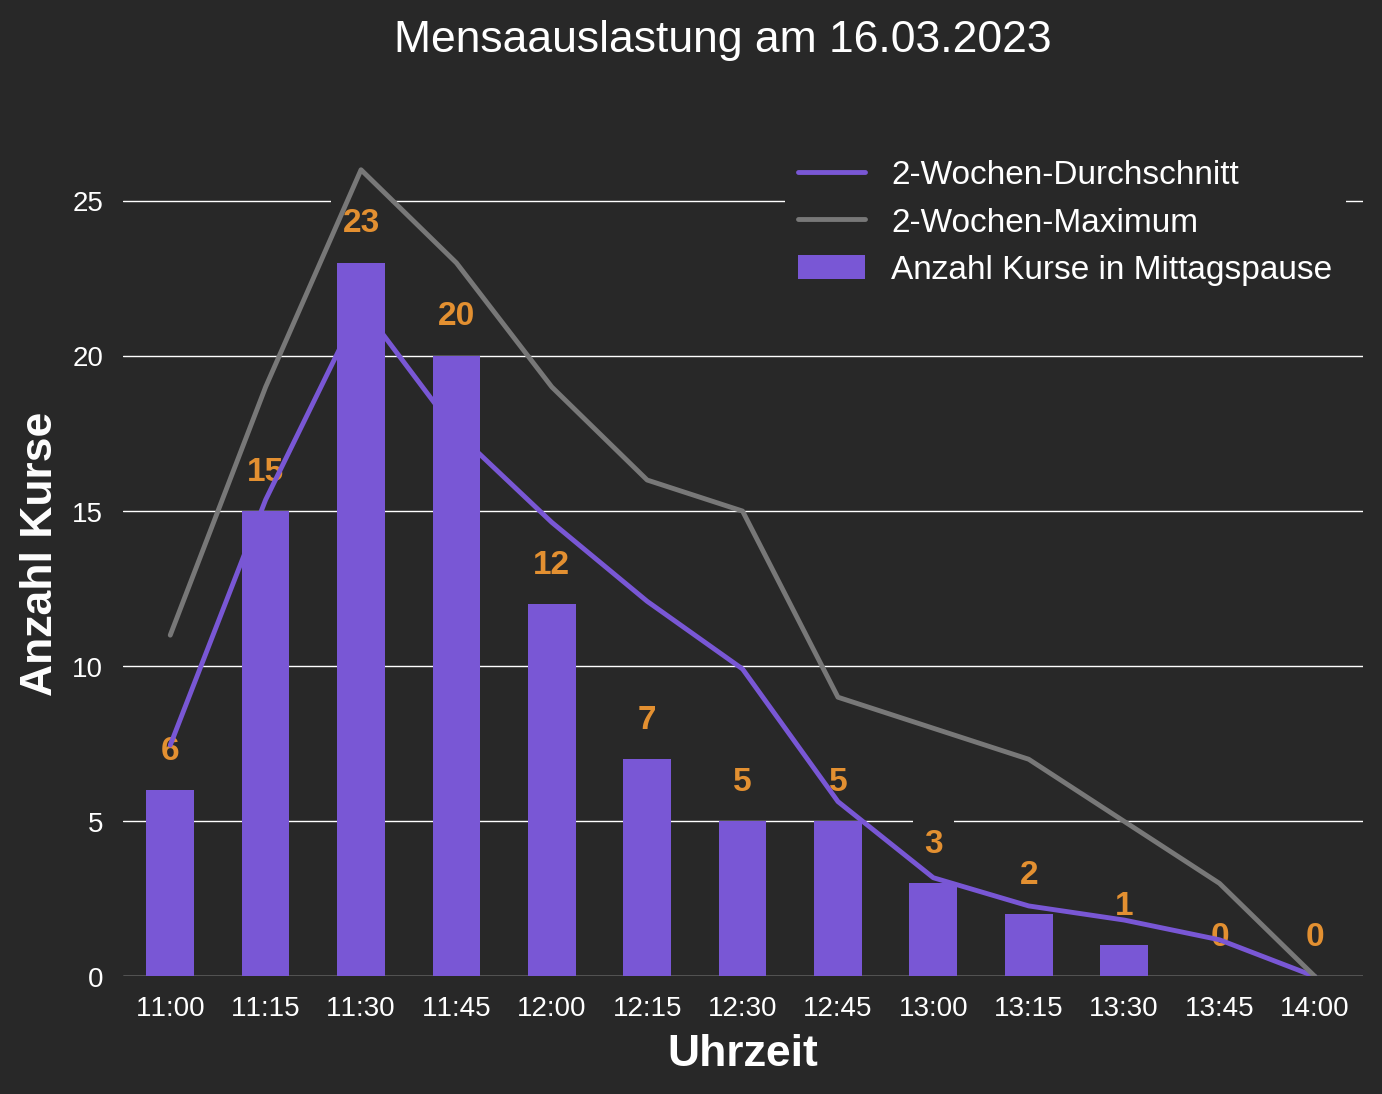 Mensaauslastung am 16.03.2023
2-Wochen-Durchschnitt
2-Wochen-Maximum
Anzahl Kurse in Mittagspause
Anzahl Kurse
25
20
15
10
5
0
6
15
23
20
12
7
5
5
3
2
1
0
0
11:00 11:15 11:30 11:45 12:00 12:15 12:30 12:45 13:00 13:15 13:30 13:45 14:00
Uhrzeit